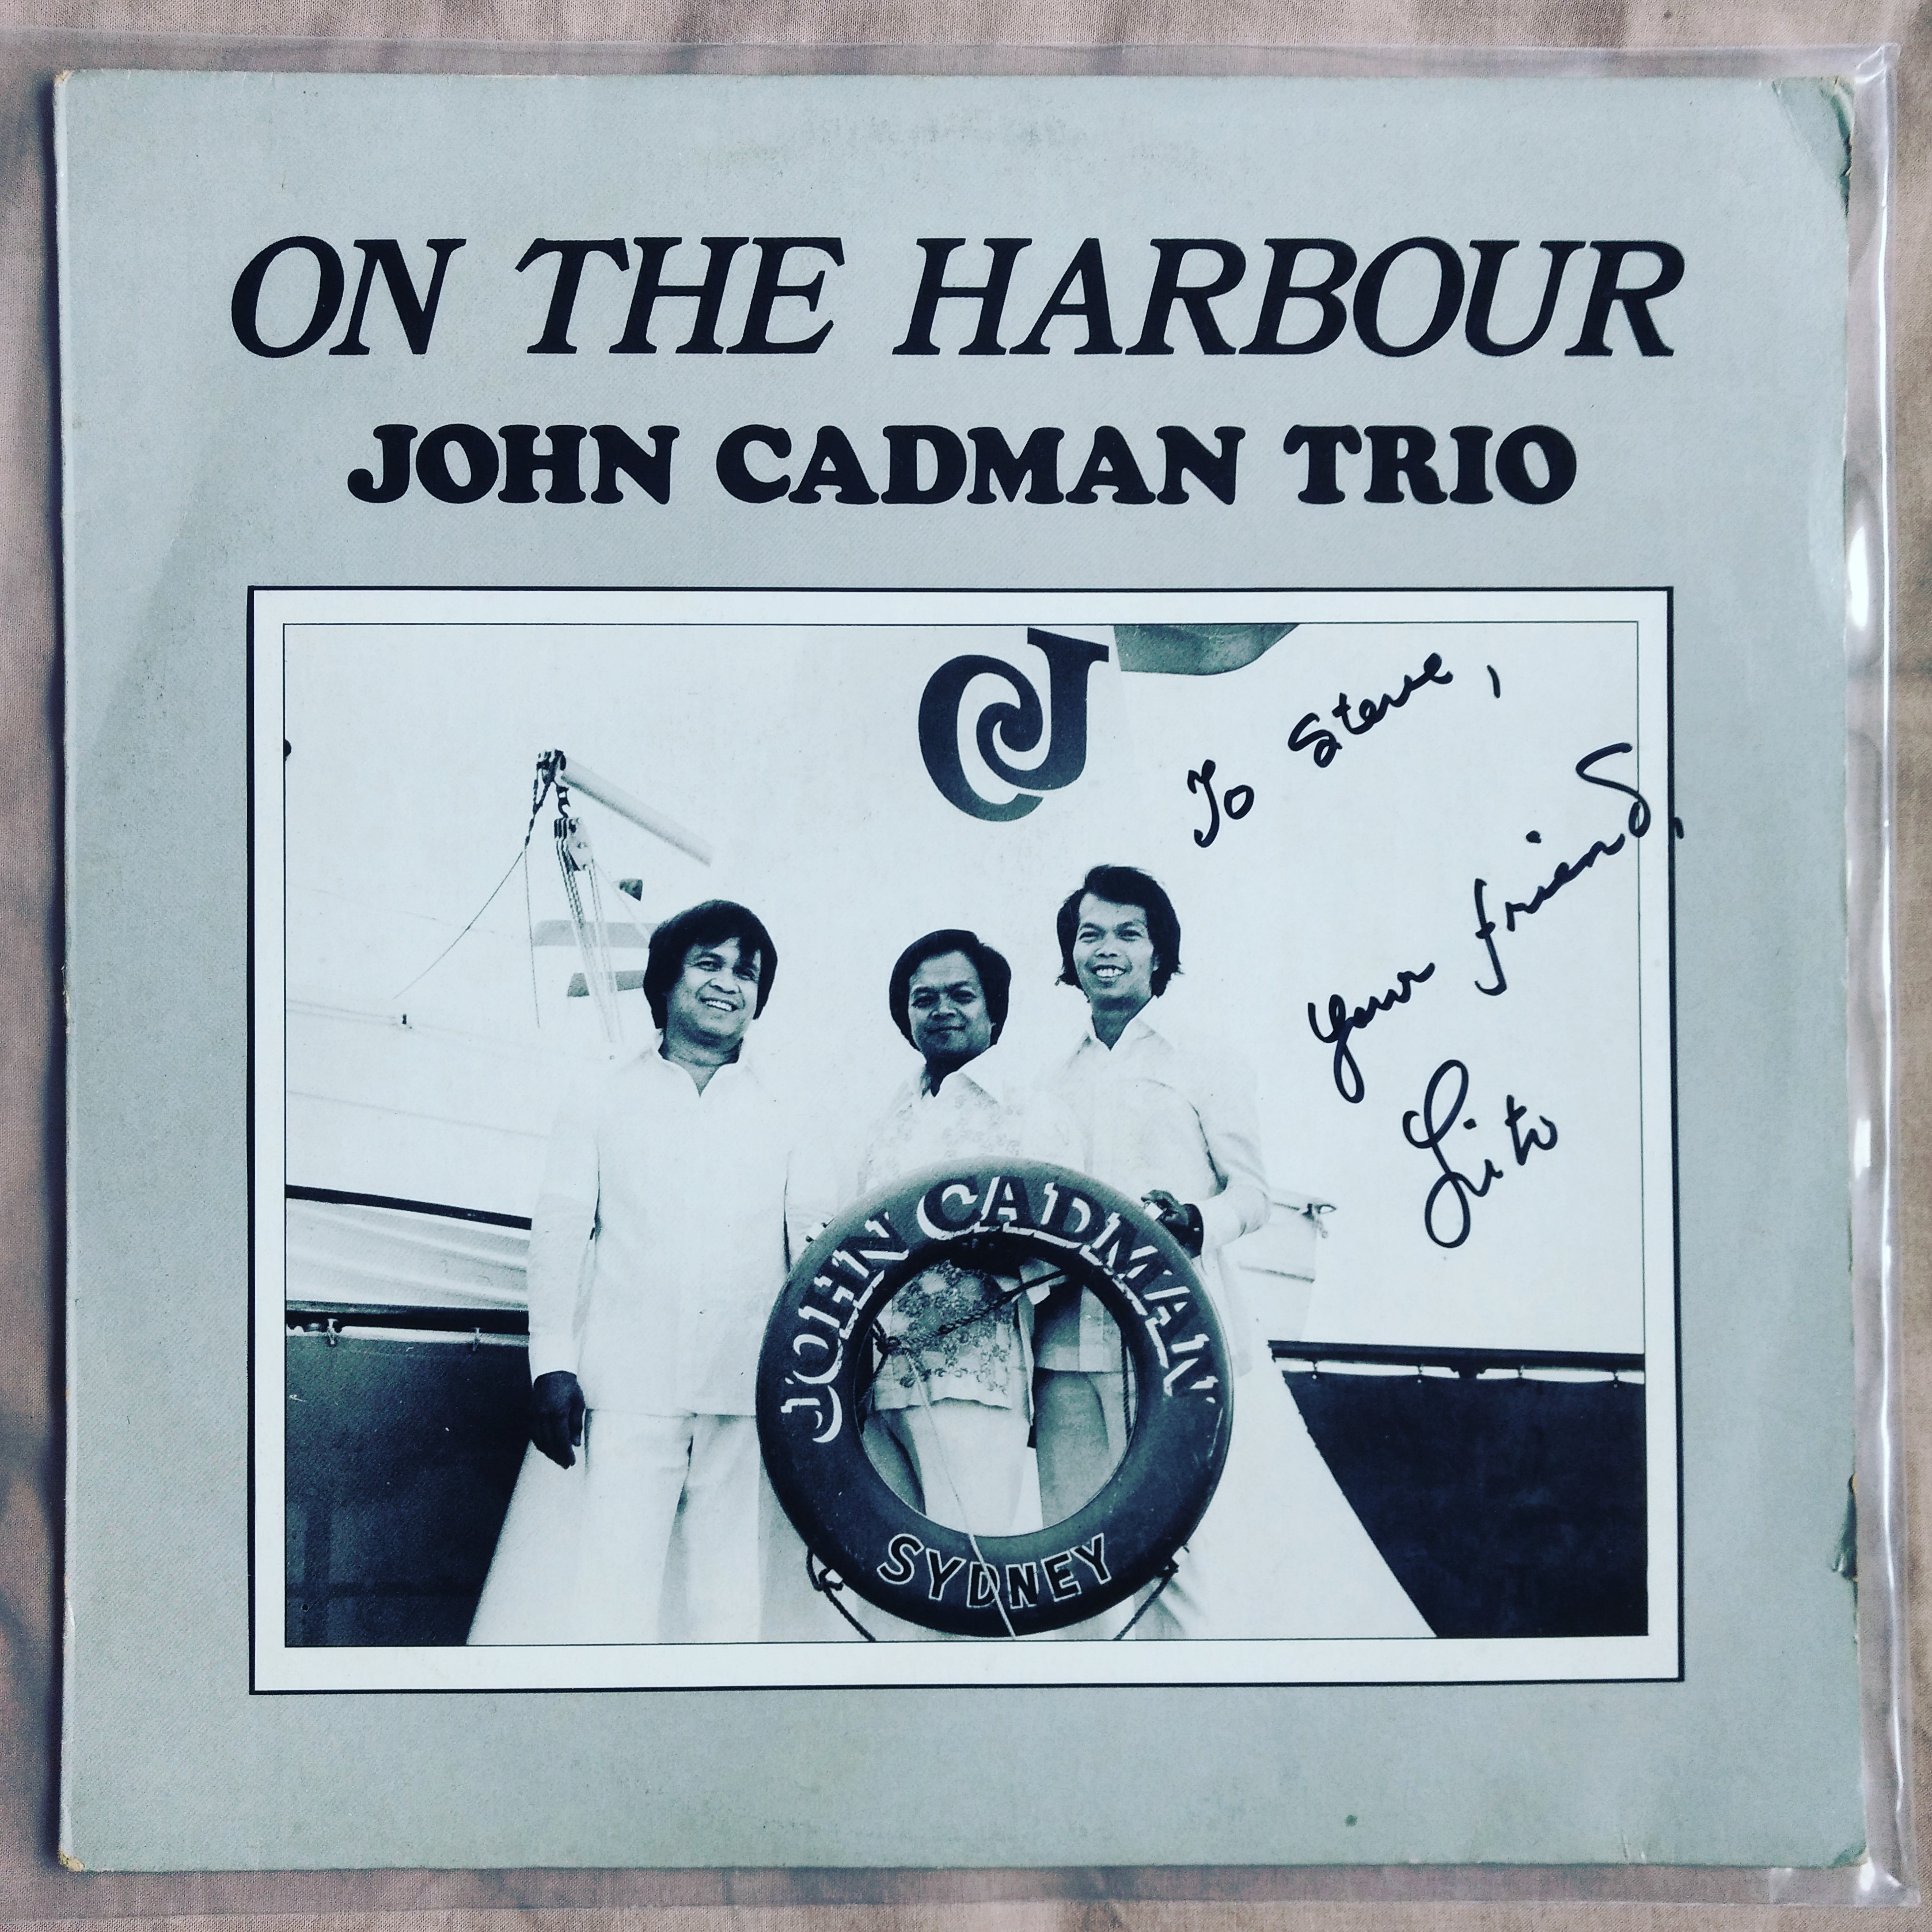 ON THE HARBOUR
JOHN CADMAN TRIO
CJ
To Steve,
Your friend,
Lito
JOHN CADMAN
SYDNEY